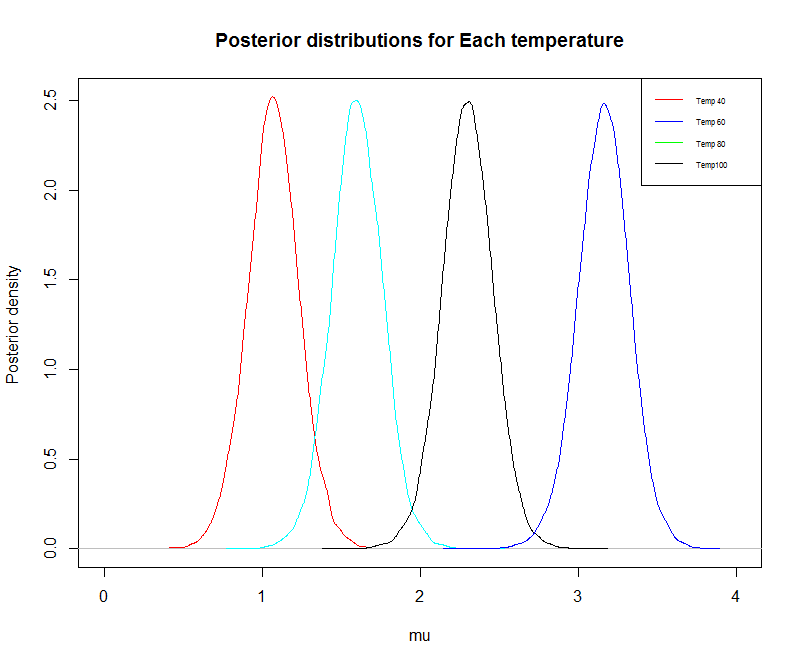 Posterior distributions for Each temperature
Temp 40
Temp 60
Temp 80
Temp100
Posterior density
2.5
2.0
1.5
1.0
0.5
0.0
0 1 2 3 4
mu